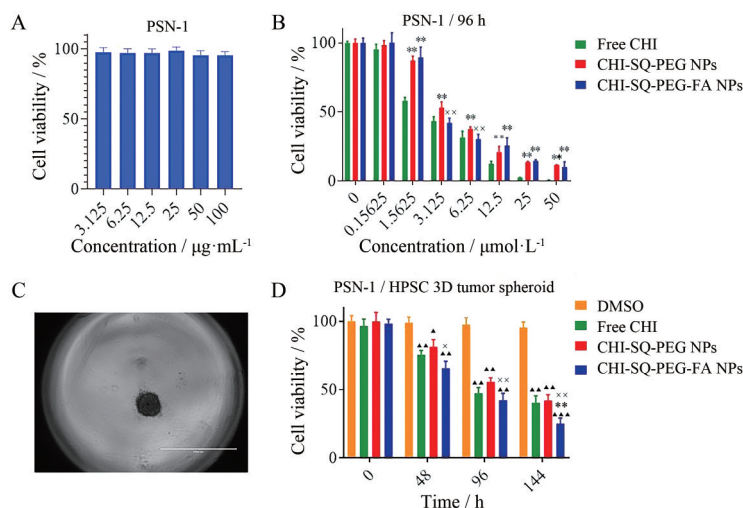 A
PSN-1
Cell viability / %
100
50
0
3.125
6.25
12.5
25
50
100
Concentration / μg·mL⁻¹
B
PSN-1 / 96 h
Cell viability / %
100
50
0
0
0.15625
1.5625
3.125
6.25
12.5
25
50
Concentration / μmol·L⁻¹
Free CHI
CHI-SQ-PEG NPs
CHI-SQ-PEG-FA NPs
** **
**
××
**
××
** **
** **
** **
C
D
PSN-1 / HPSC 3D tumor spheroid
Cell viability / %
100
50
0
0
48
96
144
Time / h
DMSO
Free CHI
CHI-SQ-PEG NPs
CHI-SQ-PEG-FA NPs
▲▲
▲
×
▲▲
▲▲
▲▲
××
▲▲
▲▲
▲▲
××
**
▲▲▲